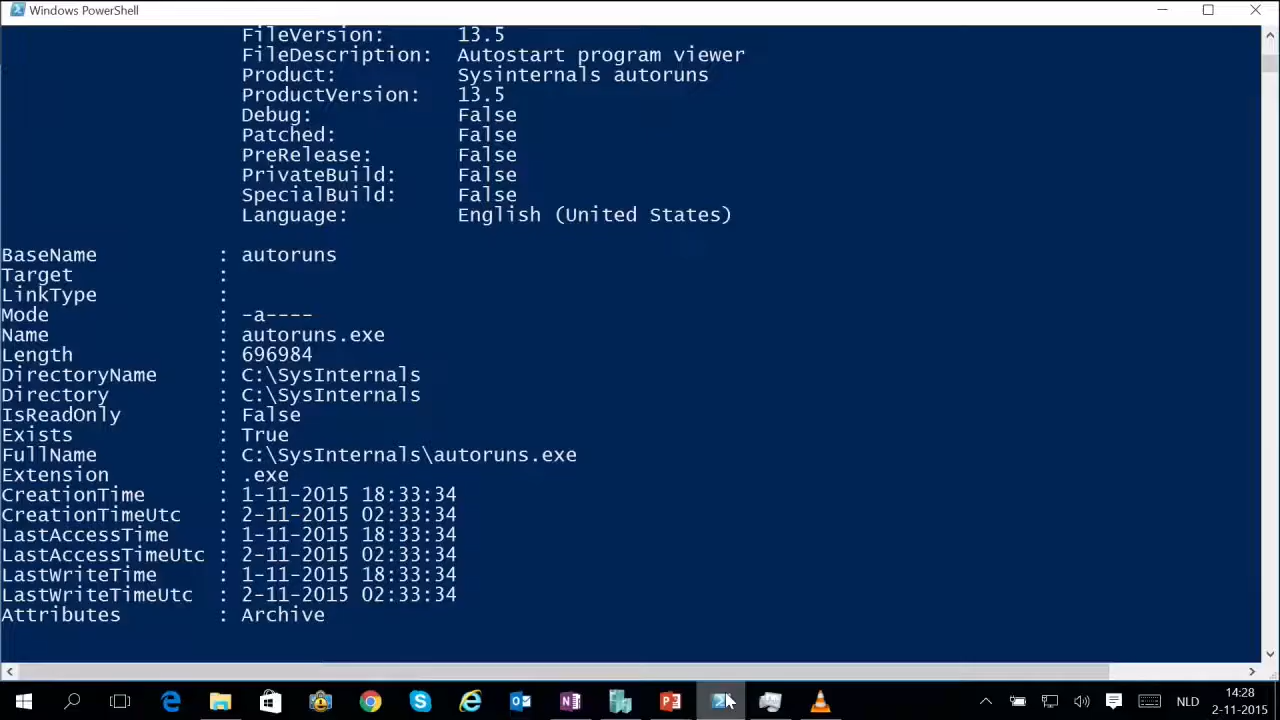 Windows PowerShell
FileVersion: 13.5
FileDescription: Autostart program viewer
Product: Sysinternals autoruns
ProductVersion: 13.5
Debug: False
Patched: False
PreRelease: False
PrivateBuild: False
SpecialBuild: False
Language: English (United States)
BaseName : autoruns
Target :
LinkType :
Mode : -a----
Name : autoruns.exe
Length : 696984
DirectoryName : C:\SysInternals
Directory : C:\SysInternals
IsReadOnly : False
Exists : True
FullName : C:\SysInternals\autoruns.exe
Extension : .exe
CreationTime : 1-11-2015 18:33:34
CreationTimeUtc : 2-11-2015 02:33:34
LastAccessTime : 1-11-2015 18:33:34
LastAccessTimeUtc : 2-11-2015 02:33:34
LastWriteTime : 1-11-2015 18:33:34
LastWriteTimeUtc : 2-11-2015 02:33:34
Attributes : Archive
NLD
14:28
2-11-2015